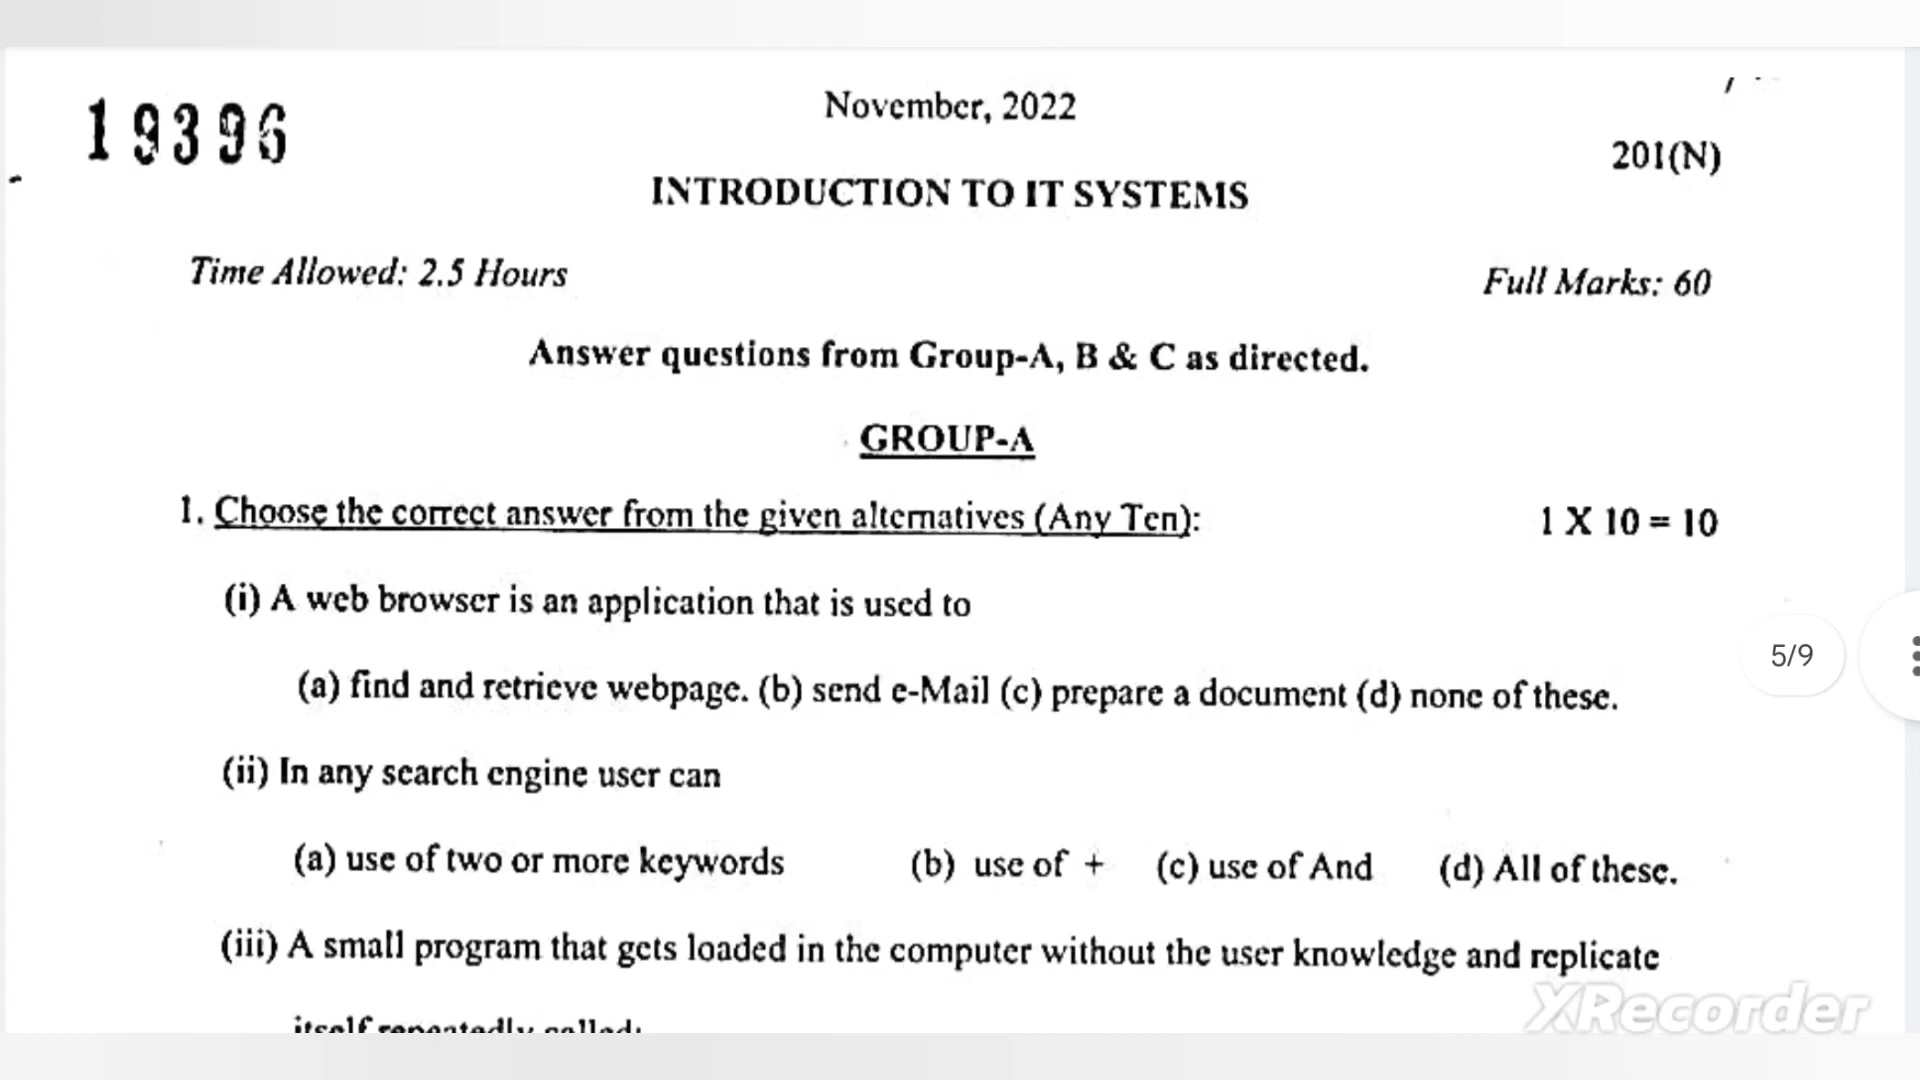 19396
November, 2022
201(N)
INTRODUCTION TO IT SYSTEMS
Time Allowed: 2.5 Hours
Full Marks: 60
Answer questions from Group-A, B & C as directed.
GROUP-A
1. Choose the correct answer from the given alternatives (Any Ten): 1 X 10 = 10
(i) A web browser is an application that is used to
5/9
(a) find and retrieve webpage. (b) send e-Mail (c) prepare a document (d) none of these.
(ii) In any search engine user can
(a) use of two or more keywords (b) use of + (c) use of And (d) All of these.
(iii) A small program that gets loaded in the computer without the user knowledge and replicate
itself repeatedly called:
XRecorder